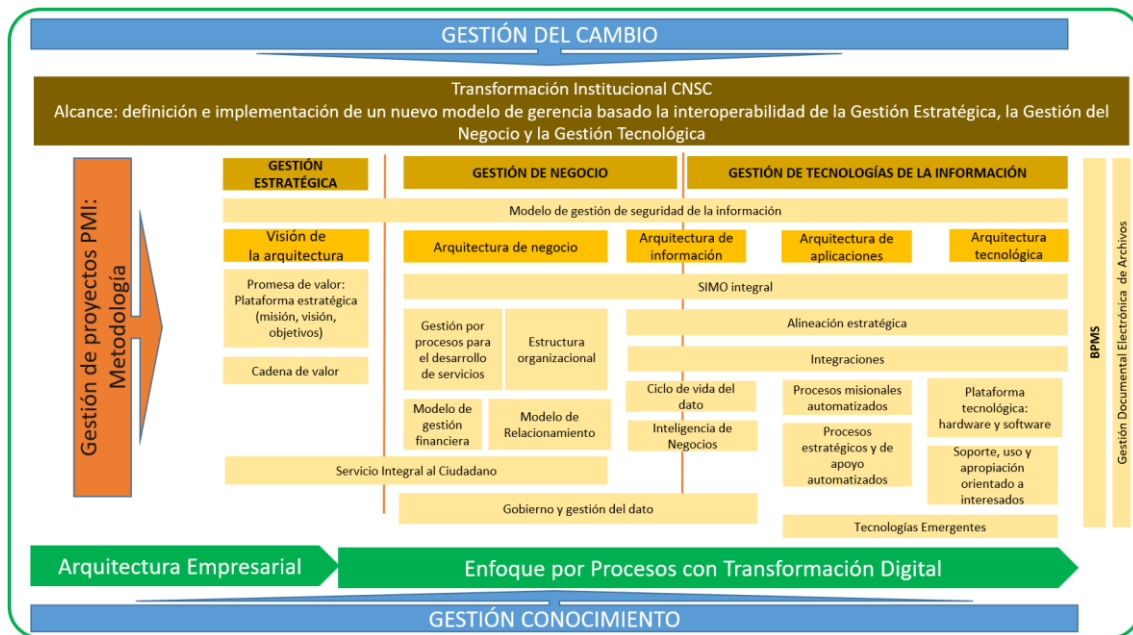 GESTIÓN DEL CAMBIO
Transformación Institucional CNSC
Alcance: definición e implementación de un nuevo modelo de gerencia basado la interoperabilidad de la Gestión Estratégica, la Gestión del
Negocio y la Gestión Tecnológica
Gestión de proyectos PMI:
Metodología
GESTIÓN
ESTRATÉGICA
GESTIÓN DE NEGOCIO
GESTIÓN DE TECNOLOGÍAS DE LA INFORMACIÓN
Modelo de gestión de seguridad de la información
Visión de
la arquitectura
Arquitectura de negocio
Arquitectura de
información
Arquitectura de
aplicaciones
Arquitectura
tecnológica
Promesa de valor:
Plataforma estratégica
(misión, visión,
objetivos)
SIMO integral
Gestión por
procesos para
el desarrollo
de servicios
Estructura
organizacional
Alineación estratégica
Integraciones
Cadena de valor
Ciclo de vida del
dato
Procesos misionales
automatizados
Plataforma
tecnológica:
hardware y software
Modelo de
gestión
financiera
Modelo de
Relacionamiento
Inteligencia de
Negocios
Procesos
estratégicos y de
apoyo
automatizados
Soporte, uso y
apropiación
orientado a
interesados
Servicio Integral al Ciudadano
Gobierno y gestión del dato
Tecnologías Emergentes
BPMS
Gestión Documental Electrónica de Archivos
Arquitectura Empresarial
Enfoque por Procesos con Transformación Digital
GESTIÓN CONOCIMIENTO